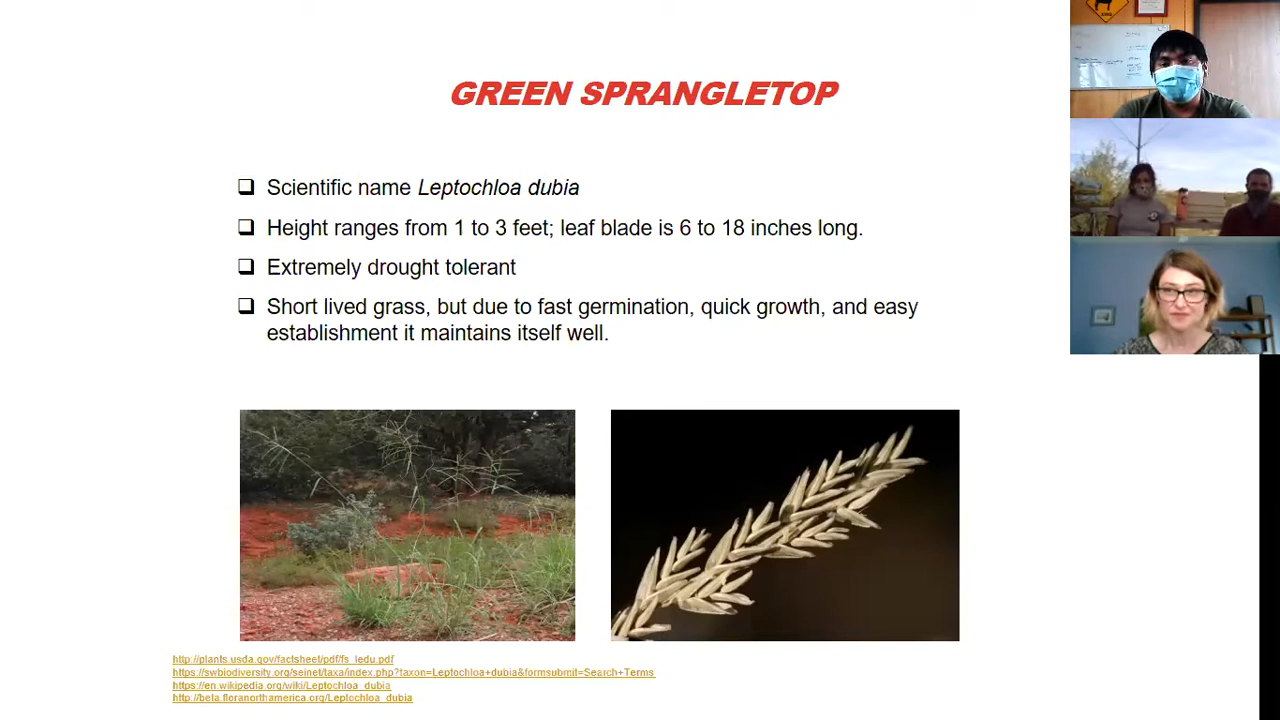 GREEN SPRANGLETOP
Scientific name Leptochloa dubia
Height ranges from 1 to 3 feet; leaf blade is 6 to 18 inches long.
Extremely drought tolerant
Short lived grass, but due to fast germination, quick growth, and easy
establishment it maintains itself well.
http://plants.usda.gov/factsheet/pdf/fs_ledu.pdf
https://swbiodiversity.org/seinet/taxa/index.php?taxon=Leptochloa+dubia&formsubmit=Search+Terms
https://en.wikipedia.org/wiki/Leptochloa_dubia
http://beta.floranorthamerica.org/Leptochloa_dubia